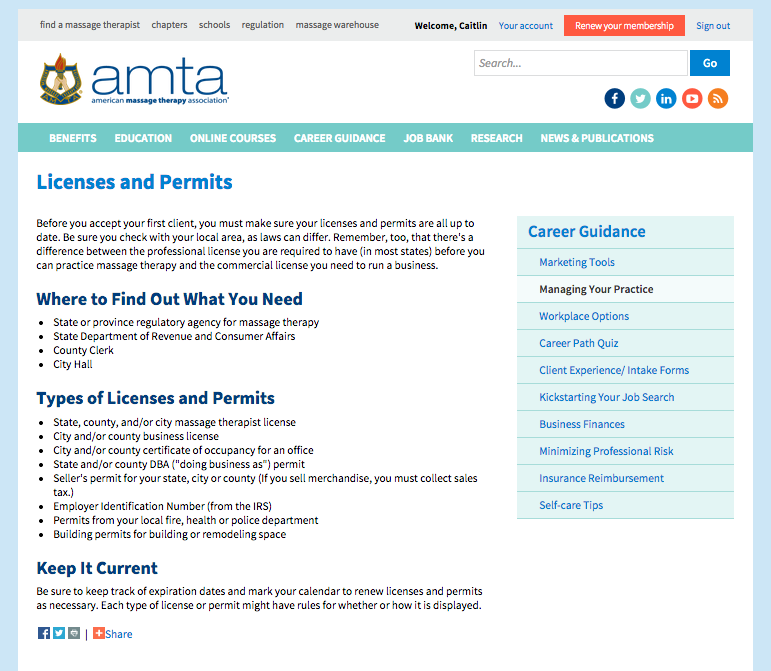 find a massage therapist chapters schools regulation massage warehouse Welcome, Caitlin Your account Renew your membership Sign out
AMTA
amta
american massage therapy association®
Search...
Go
BENEFITS EDUCATION ONLINE COURSES CAREER GUIDANCE JOB BANK RESEARCH NEWS & PUBLICATIONS
Licenses and Permits
Before you accept your first client, you must make sure your licenses and permits are all up to
date. Be sure you check with your local area, as laws can differ. Remember, too, that there's a
difference between the professional license you are required to have (in most states) before you
can practice massage therapy and the commercial license you need to run a business.
Where to Find Out What You Need
State or province regulatory agency for massage therapy
State Department of Revenue and Consumer Affairs
County Clerk
City Hall
Types of Licenses and Permits
State, county, and/or city massage therapist license
City and/or county business license
City and/or county certificate of occupancy for an office
State and/or county DBA ("doing business as") permit
Seller's permit for your state, city or county (If you sell merchandise, you must collect sales
tax.)
Employer Identification Number (from the IRS)
Permits from your local fire, health or police department
Building permits for building or remodeling space
Keep It Current
Be sure to keep track of expiration dates and mark your calendar to renew licenses and permits
as necessary. Each type of license or permit might have rules for whether or how it is displayed.
| Share
Career Guidance
Marketing Tools
Managing Your Practice
Workplace Options
Career Path Quiz
Client Experience/ Intake Forms
Kickstarting Your Job Search
Business Finances
Minimizing Professional Risk
Insurance Reimbursement
Self-care Tips